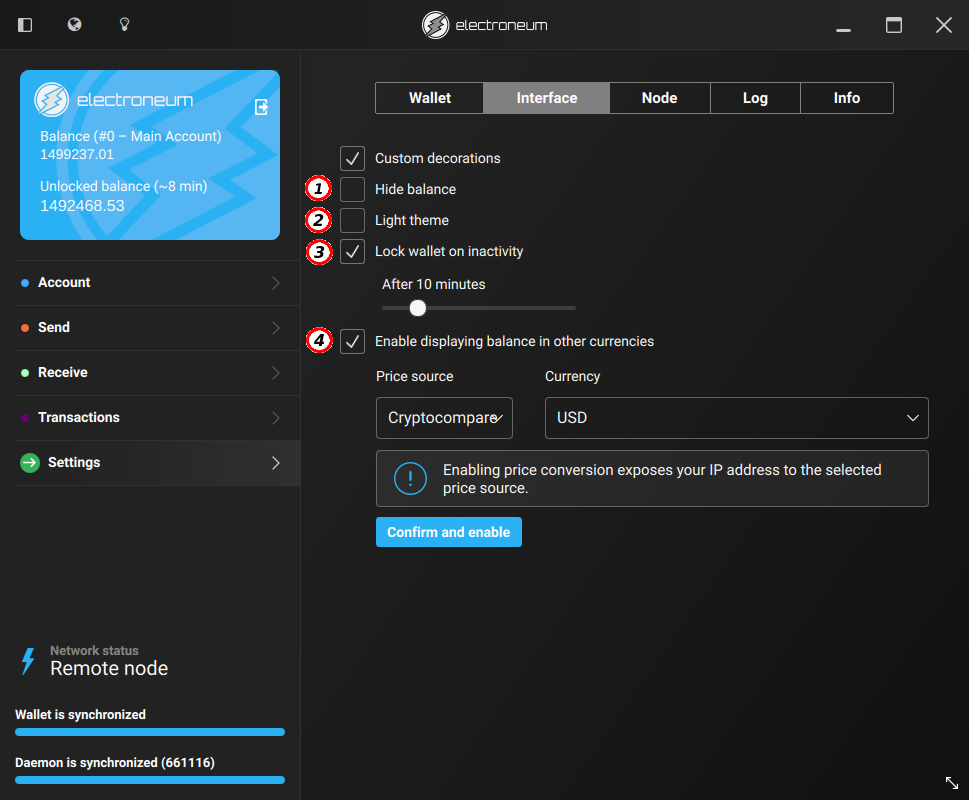 electroneum
electroneum
Balance (#0 – Main Account)
1499237.01
Unlocked balance (~8 min)
1492468.53
Account
Send
Receive
Transactions
Settings
Network status
Remote node
Wallet is synchronized
Daemon is synchronized (661116)
Wallet Interface Node Log Info
Custom decorations
1 Hide balance
2 Light theme
3 Lock wallet on inactivity
After 10 minutes
4 Enable displaying balance in other currencies
Price source Currency
Cryptocompare USD
Enabling price conversion exposes your IP address to the selected
price source.
Confirm and enable